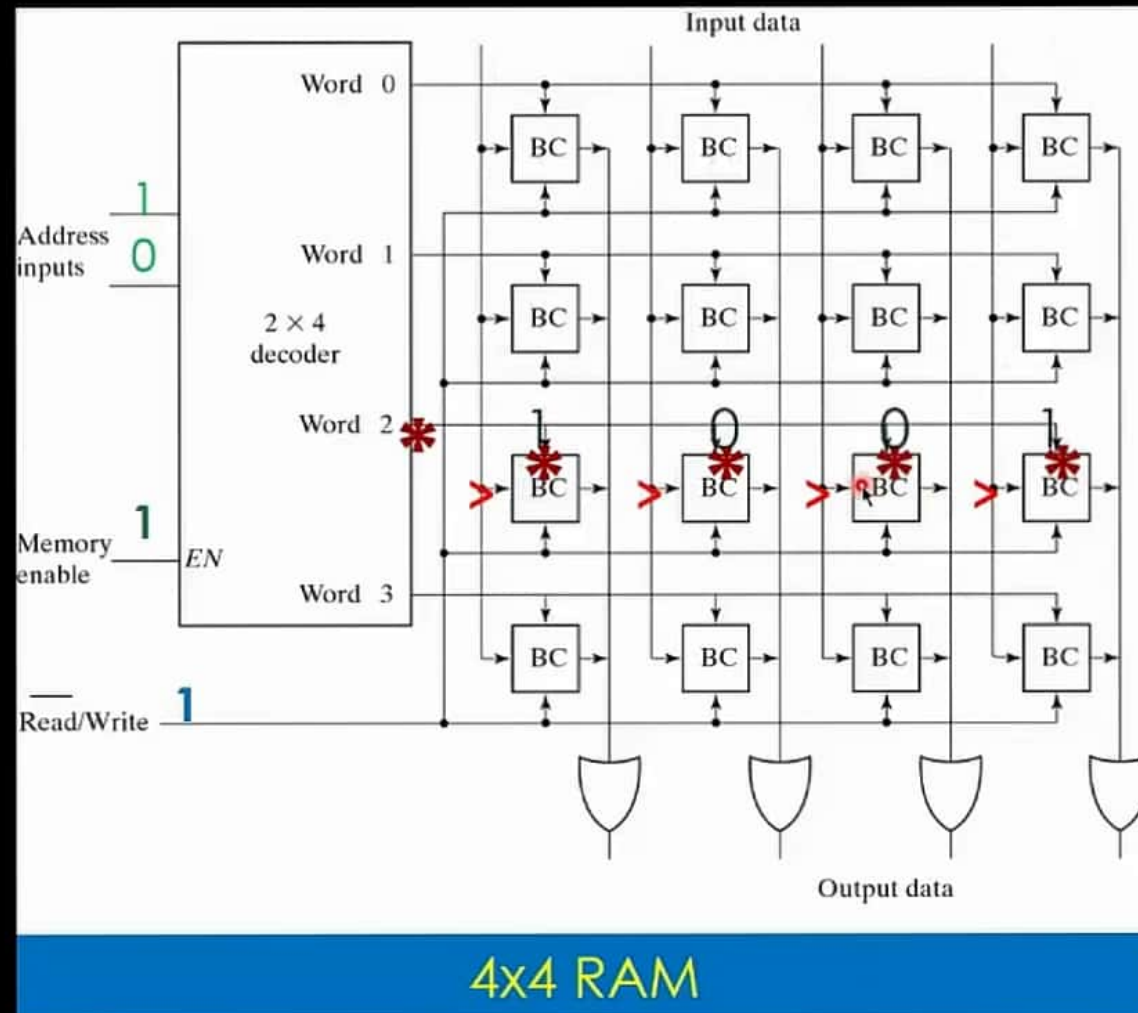 Input data
Word 0
BC BC BC BC
1
Address
inputs
0
Word 1
BC BC BC BC
2 × 4
decoder
Word 2 *
1 0 0 1
* * * *
> BC > BC > BC > BC
1
Memory
enable
EN
Word 3
BC BC BC BC
Read/Write 1
Output data
4x4 RAM